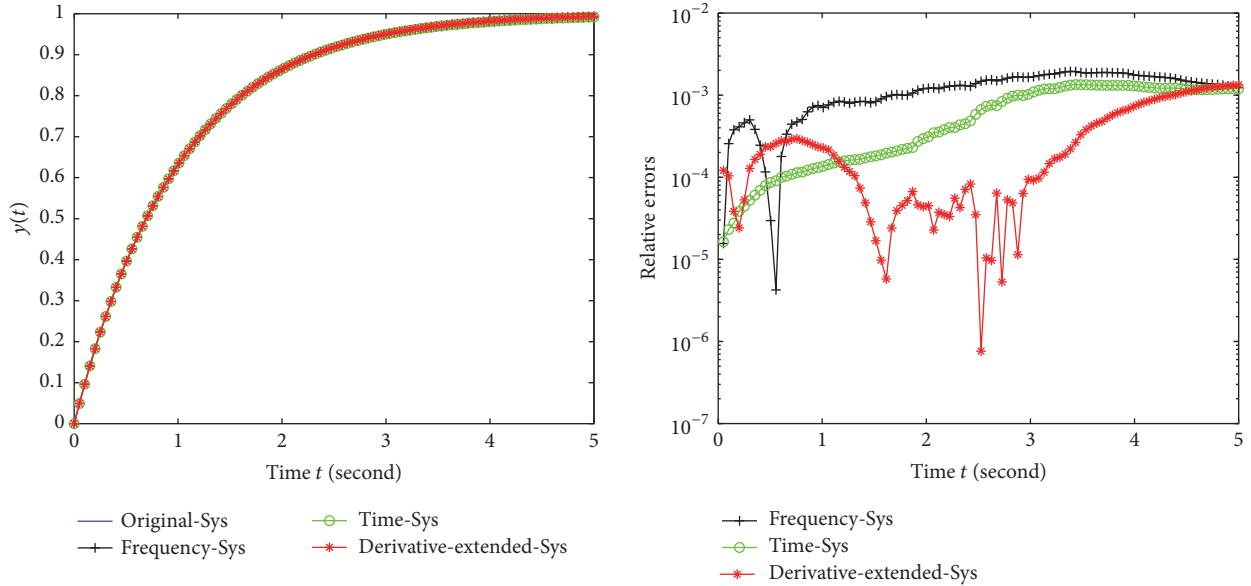 1
0.9
0.8
0.7
0.6
0.5
0.4
0.3
0.2
0.1
0
y(t)
0 1 2 3 4 5
Time t (second)
Original-Sys
Frequency-Sys
Time-Sys
Derivative-extended-Sys
10⁻²
10⁻³
10⁻⁴
10⁻⁵
10⁻⁶
10⁻⁷
Relative errors
0 1 2 3 4 5
Time t (second)
Frequency-Sys
Time-Sys
Derivative-extended-Sys